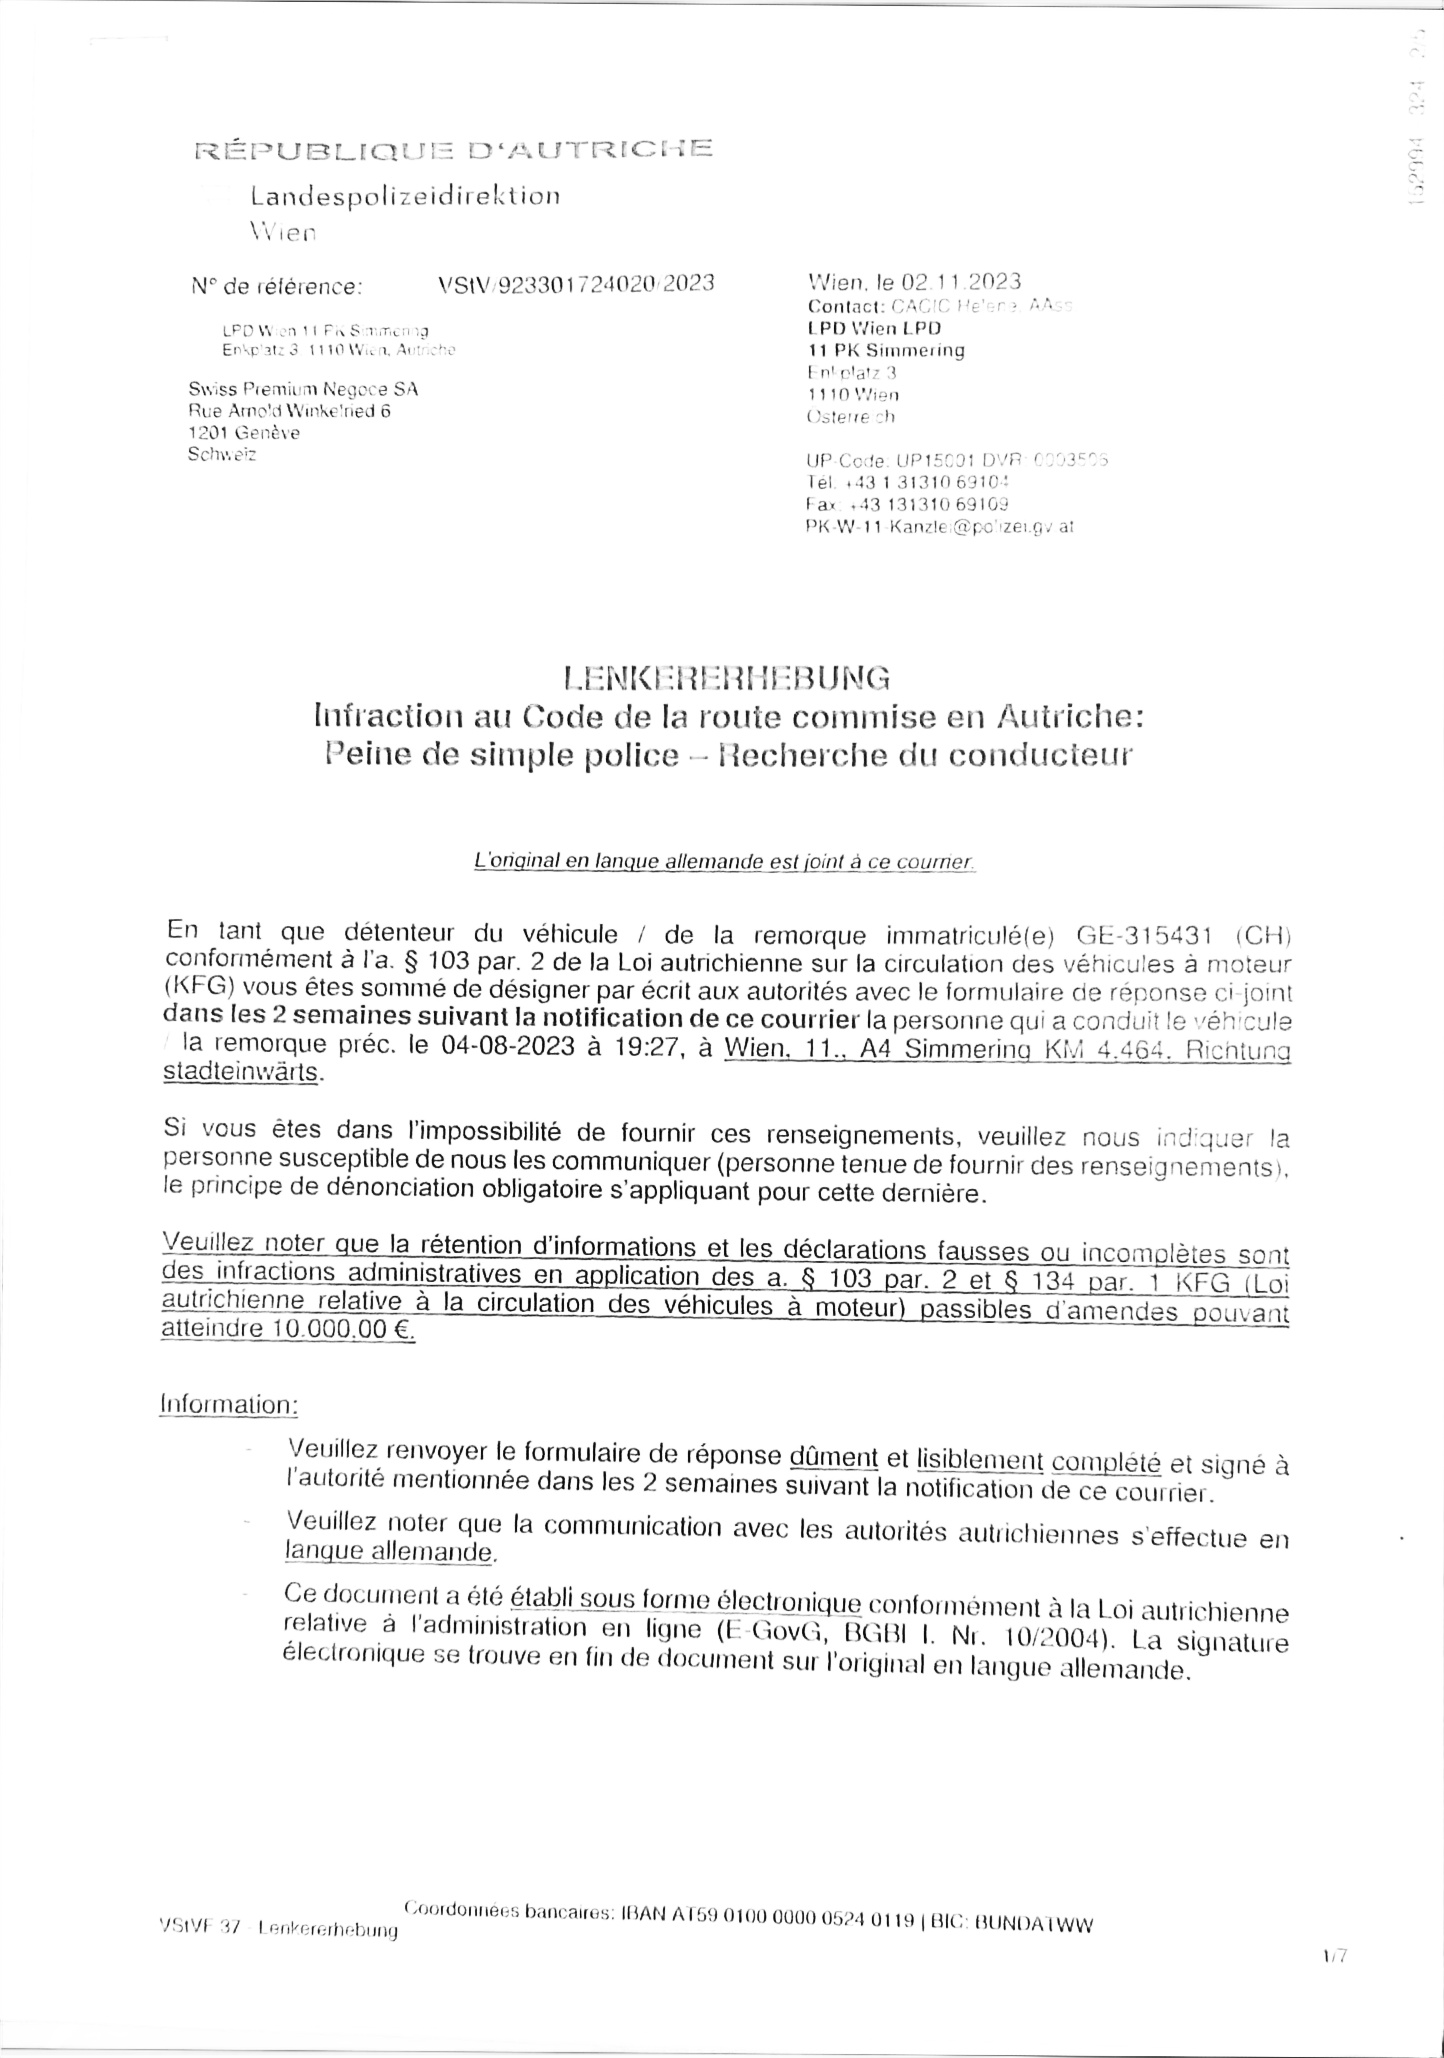 152994 324 2/5
RÉPUBLIQUE D'AUTRICHE
Landespolizeidirektion
Wien
N° de référence: VStV/923301724020/2023
LPD Wien 11 PK Simmering
Enkplatz 3 1110 Wien, Autriche
Swiss Premium Negoce SA
Rue Arnold Winkelried 6
1201 Genève
Schweiz
Wien, le 02.11.2023
Contact: CACIC Helene, AAss
LPD Wien LPD
11 PK Simmering
Enkplatz 3
1110 Wien
Österreich
UP-Code: UP15001 DVR: 0003506
Tél. +43 1 31310 69104
Fax: +43 131310 69109
PK-W-11-Kanzlei@polizei.gv.at
LENKERERHEBUNG
Infraction au Code de la route commise en Autriche:
Peine de simple police – Recherche du conducteur
L'original en langue allemande est joint à ce courrier.
En tant que détenteur du véhicule / de la remorque immatriculé(e) GE-315431 (CH)
conformément à l'a. § 103 par. 2 de la Loi autrichienne sur la circulation des véhicules à moteur
(KFG) vous êtes sommé de désigner par écrit aux autorités avec le formulaire de réponse ci-joint
dans les 2 semaines suivant la notification de ce courrier la personne qui a conduit le véhicule
/ la remorque préc. le 04-08-2023 à 19:27, à Wien, 11., A4 Simmering KM 4.464, Richtung
stadteinwärts.
Si vous êtes dans l'impossibilité de fournir ces renseignements, veuillez nous indiquer la
personne susceptible de nous les communiquer (personne tenue de fournir des renseignements),
le principe de dénonciation obligatoire s'appliquant pour cette dernière.
Veuillez noter que la rétention d'informations et les déclarations fausses ou incomplètes sont
des infractions administratives en application des a. § 103 par. 2 et § 134 par. 1 KFG (Loi
autrichienne relative à la circulation des véhicules à moteur) passibles d'amendes pouvant
atteindre 10.000,00 €.
Information:
- Veuillez renvoyer le formulaire de réponse dûment et lisiblement complété et signé à
l'autorité mentionnée dans les 2 semaines suivant la notification de ce courrier.
- Veuillez noter que la communication avec les autorités autrichiennes s'effectue en
langue allemande.
- Ce document a été établi sous forme électronique conformément à la Loi autrichienne
relative à l'administration en ligne (E-GovG, BGBl I. Nr. 10/2004). La signature
électronique se trouve en fin de document sur l'original en langue allemande.
Coordonnées bancaires: IBAN AT59 0100 0000 0524 0119 | BIC: BUNDATWW
VStVF 37 - Lenkererhebung
1/7